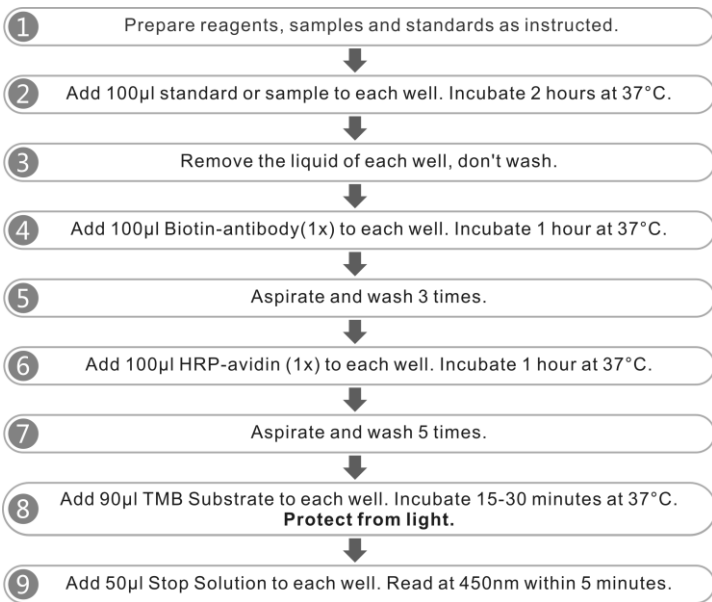 1 Prepare reagents, samples and standards as instructed.
2 Add 100μl standard or sample to each well. Incubate 2 hours at 37°C.
3 Remove the liquid of each well, don't wash.
4 Add 100μl Biotin-antibody(1x) to each well. Incubate 1 hour at 37°C.
5 Aspirate and wash 3 times.
6 Add 100μl HRP-avidin (1x) to each well. Incubate 1 hour at 37°C.
7 Aspirate and wash 5 times.
8 Add 90μl TMB Substrate to each well. Incubate 15-30 minutes at 37°C.
Protect from light.
9 Add 50μl Stop Solution to each well. Read at 450nm within 5 minutes.